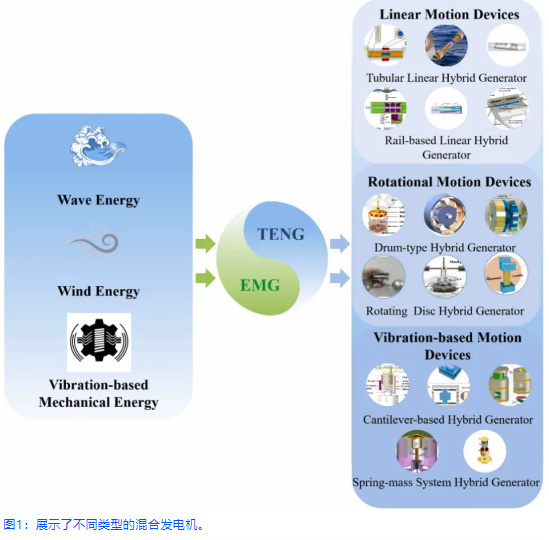 Wave Energy
Wind Energy
Vibration-based
Mechanical Energy
TENG
EMG
Linear Motion Devices
Tubular Linear Hybrid Generator
Rail-based Linear Hybrid
Generator
Rotational Motion Devices
Drum-type Hybrid Generator
Rotating Disc Hybrid Generator
Vibration-based Motion
Devices
Cantilever-based Hybrid Generator
Spring-mass System Hybrid Generator
图1：展示了不同类型的混合发电机。